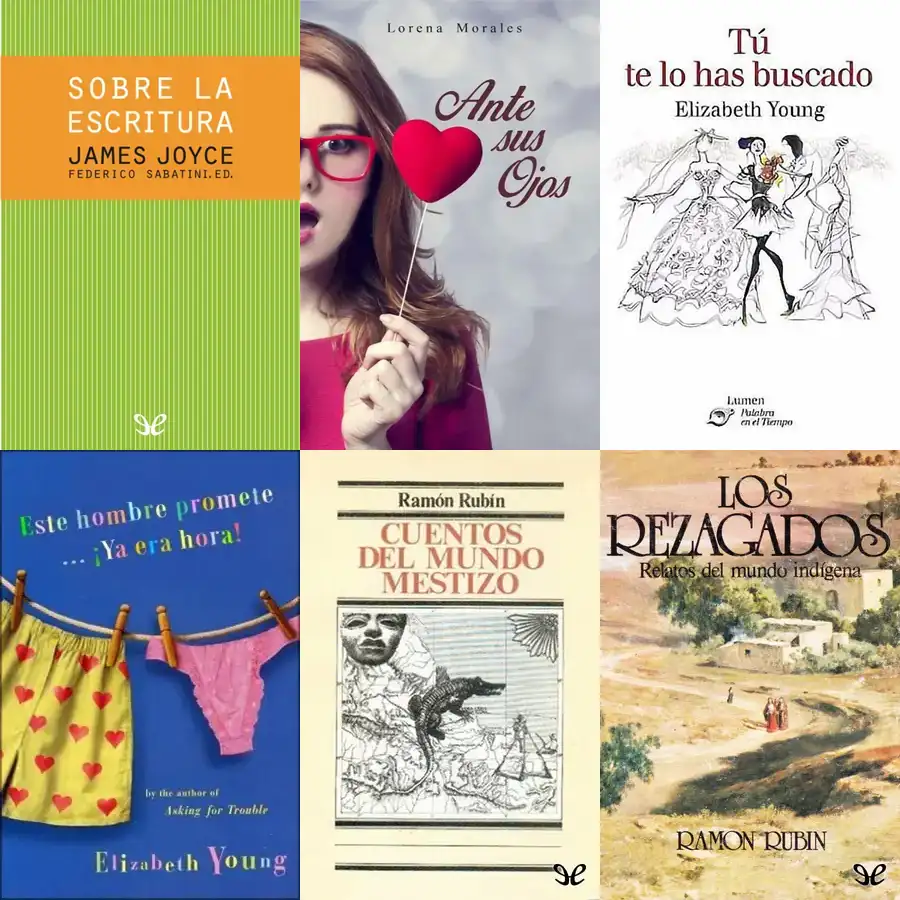 SOBRE LA
ESCRITURA
JAMES JOYCE
FEDERICO SABATINI, ED.
Lorena Morales
Ante
sus
Ojos
Tú
te lo has buscado
Elizabeth Young
Lumen
Palabra
en el Tiempo
Este hombre promete
... ¡Ya era hora!
by the author of
Asking for Trouble
Elizabeth Young
Ramón Rubín
CUENTOS
DEL MUNDO
MESTIZO
LOS
REZAGADOS
Relatos del mundo indígena
RAMON RUBIN